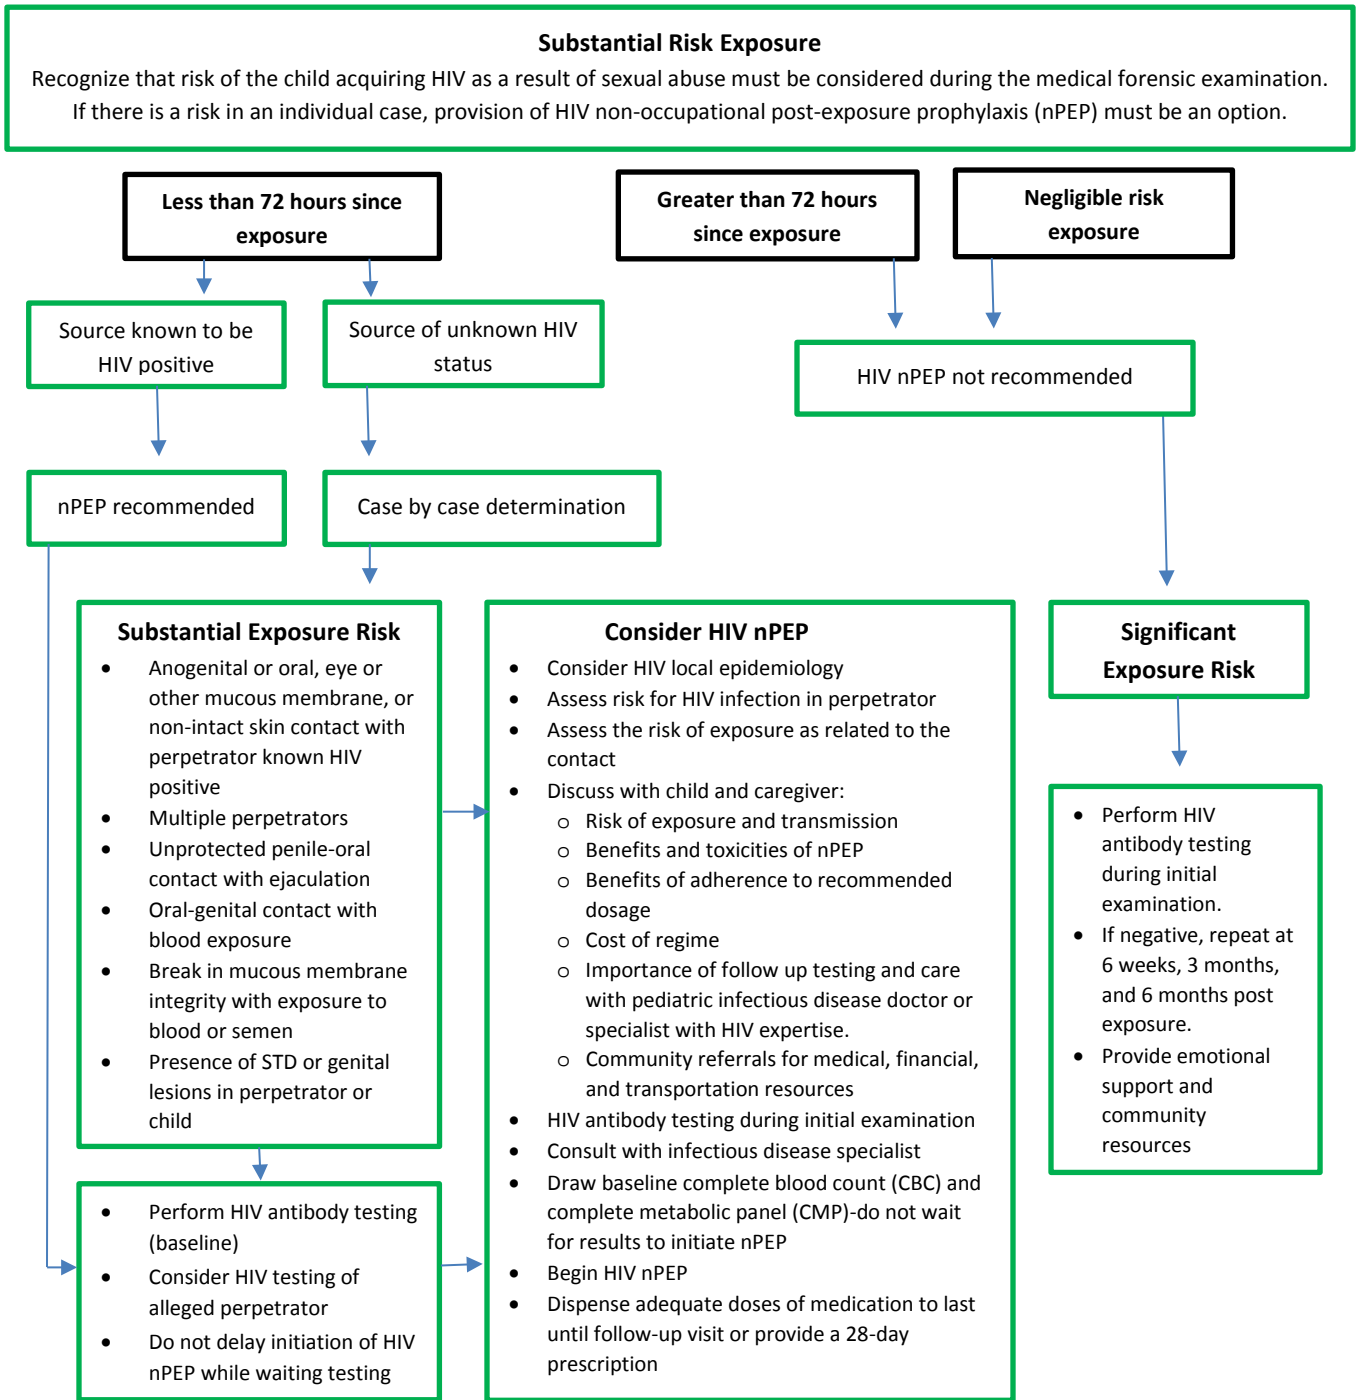 Substantial Risk Exposure
Recognize that risk of the child acquiring HIV as a result of sexual abuse must be considered during the medical forensic examination.
If there is a risk in an individual case, provision of HIV non-occupational post-exposure prophylaxis (nPEP) must be an option.
Less than 72 hours since
exposure
Greater than 72 hours
since exposure
Negligible risk
exposure
Source known to be
HIV positive
Source of unknown HIV
status
HIV nPEP not recommended
nPEP recommended
Case by case determination
Substantial Exposure Risk
• Anogenital or oral, eye or
other mucous membrane, or
non-intact skin contact with
perpetrator known HIV
positive
• Multiple perpetrators
• Unprotected penile-oral
contact with ejaculation
• Oral-genital contact with
blood exposure
• Break in mucous membrane
integrity with exposure to
blood or semen
• Presence of STD or genital
lesions in perpetrator or
child
• Perform HIV antibody testing
(baseline)
• Consider HIV testing of
alleged perpetrator
• Do not delay initiation of HIV
nPEP while waiting testing
Consider HIV nPEP
• Consider HIV local epidemiology
• Assess risk for HIV infection in perpetrator
• Assess the risk of exposure as related to the
contact
• Discuss with child and caregiver:
o Risk of exposure and transmission
o Benefits and toxicities of nPEP
o Benefits of adherence to recommended
dosage
o Cost of regime
o Importance of follow up testing and care
with pediatric infectious disease doctor or
specialist with HIV expertise.
o Community referrals for medical, financial,
and transportation resources
• HIV antibody testing during initial examination
• Consult with infectious disease specialist
• Draw baseline complete blood count (CBC) and
complete metabolic panel (CMP)-do not wait
for results to initiate nPEP
• Begin HIV nPEP
• Dispense adequate doses of medication to last
until follow-up visit or provide a 28-day
prescription
Significant
Exposure Risk
• Perform HIV
antibody testing
during initial
examination.
• If negative, repeat at
6 weeks, 3 months,
and 6 months post
exposure.
• Provide emotional
support and
community
resources